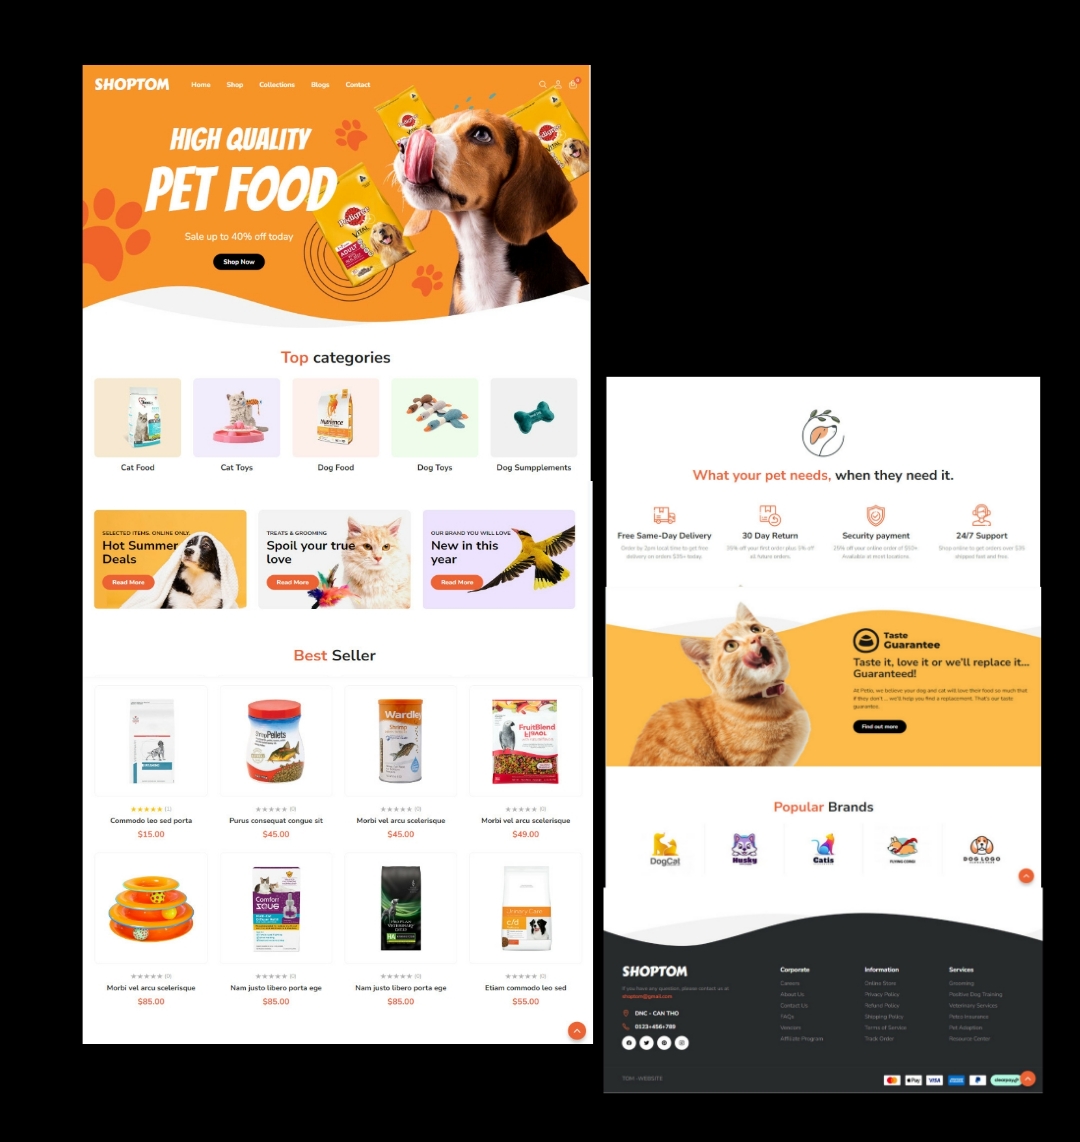 SHOPTOM
Home Shop Collections Blogs Contact
HIGH QUALITY
PET FOOD
Sale up to 40% off today
Shop Now
Pedigree
VITAL
ADULT
Top categories
Cat Food Cat Toys Dog Food Dog Toys Dog Sumpplements
SELECTED ITEMS. ONLINE ONLY.
Hot Summer
Deals
Read More
TREATS & GROOMING
Spoil your true
love
Read More
OUR BRAND YOU WILL LOVE
New in this
year
Read More
Best Seller
Wardley
Shrimp
Pellets
FruitBlend
Commodo leo sed porta
$15.00
Purus consequat congue sit
$45.00
Morbi vel arcu scelerisque
$45.00
Morbi vel arcu scelerisque
$49.00
Comfort
Urinary Care
c/d
Morbi vel arcu scelerisque
$85.00
Nam justo libero porta ege
$85.00
Nam justo libero porta ege
$85.00
Etiam commodo leo sed
$55.00
What your pet needs, when they need it.
Free Same-Day Delivery
Order by 2pm local time to get free
delivery on orders $35+ today.
30 Day Return
35% off your first order plus 5% off
all future orders.
Security payment
25% off your online order of $50+
Available at most locations.
24/7 Support
Shop online to get orders over $35
shipped fast and free.
Taste
Guarantee
Taste it, love it or we'll replace it...
Guaranteed!
At Petio, we believe your dog and cat will love their food so much that
if they don't ... we'll help you find a replacement. That's our taste
guarantee.
Find out more
Popular Brands
DogCat
Husky
Catis
FLYING CORGI
DOG LOGO
SHOPTOM
If you have any question, please contact us at
shoptom@gmail.com
DNC - CAN THO
0123+456+789
Corporate
Careers
About Us
Contact Us
FAQs
Vendors
Affiliate Program
Information
Online Store
Privacy Policy
Refund Policy
Shipping Policy
Terms of Service
Track Order
Services
Grooming
Positive Dog Training
Veterinary Services
Petco Insurance
Pet Adoption
Resource Center
Pay
VISA